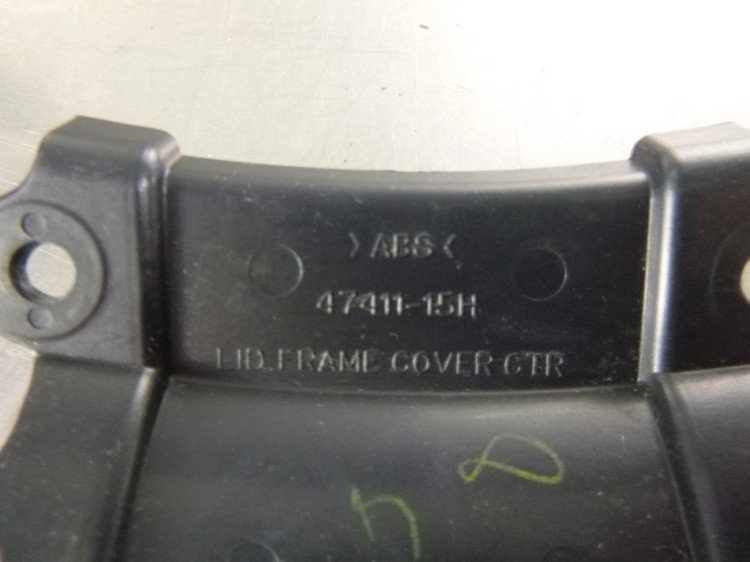 >ABS<
47411-15H
LID.FRAME COVER CTR